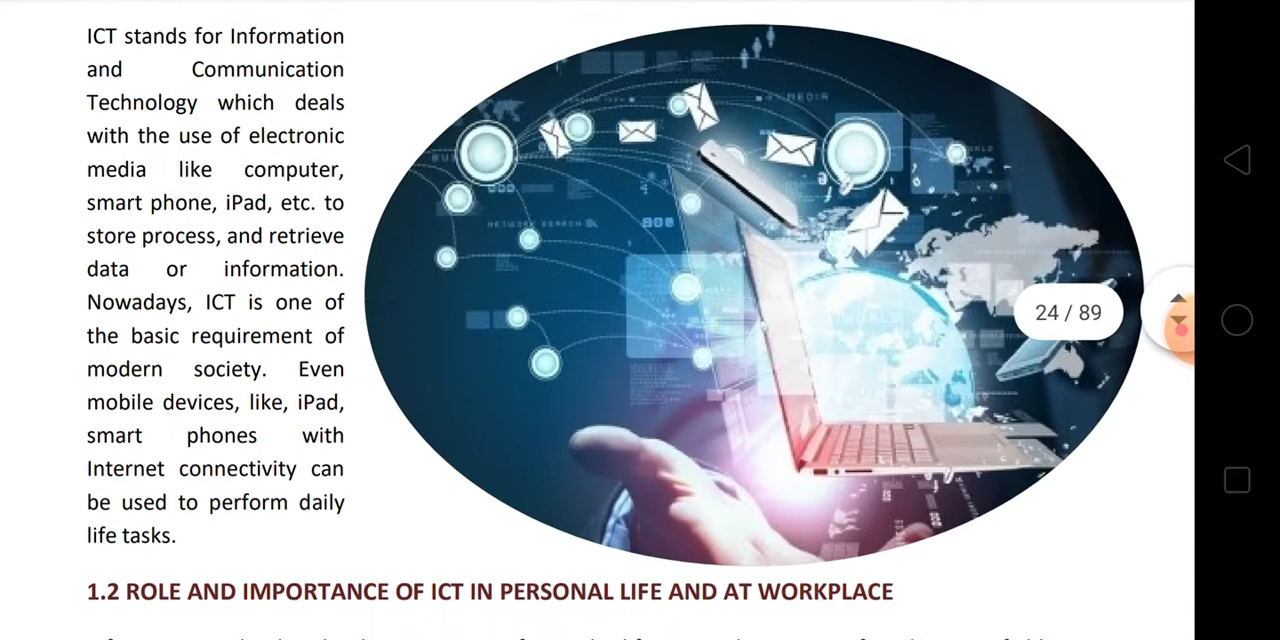 ICT stands for Information
and Communication
Technology which deals
with the use of electronic
media like computer,
smart phone, iPad, etc. to
store process, and retrieve
data or information.
Nowadays, ICT is one of
the basic requirement of
modern society. Even
mobile devices, like, iPad,
smart phones with
Internet connectivity can
be used to perform daily
life tasks.
MEDIA
NETWORK SEARCH
24 / 89
1.2 ROLE AND IMPORTANCE OF ICT IN PERSONAL LIFE AND AT WORKPLACE